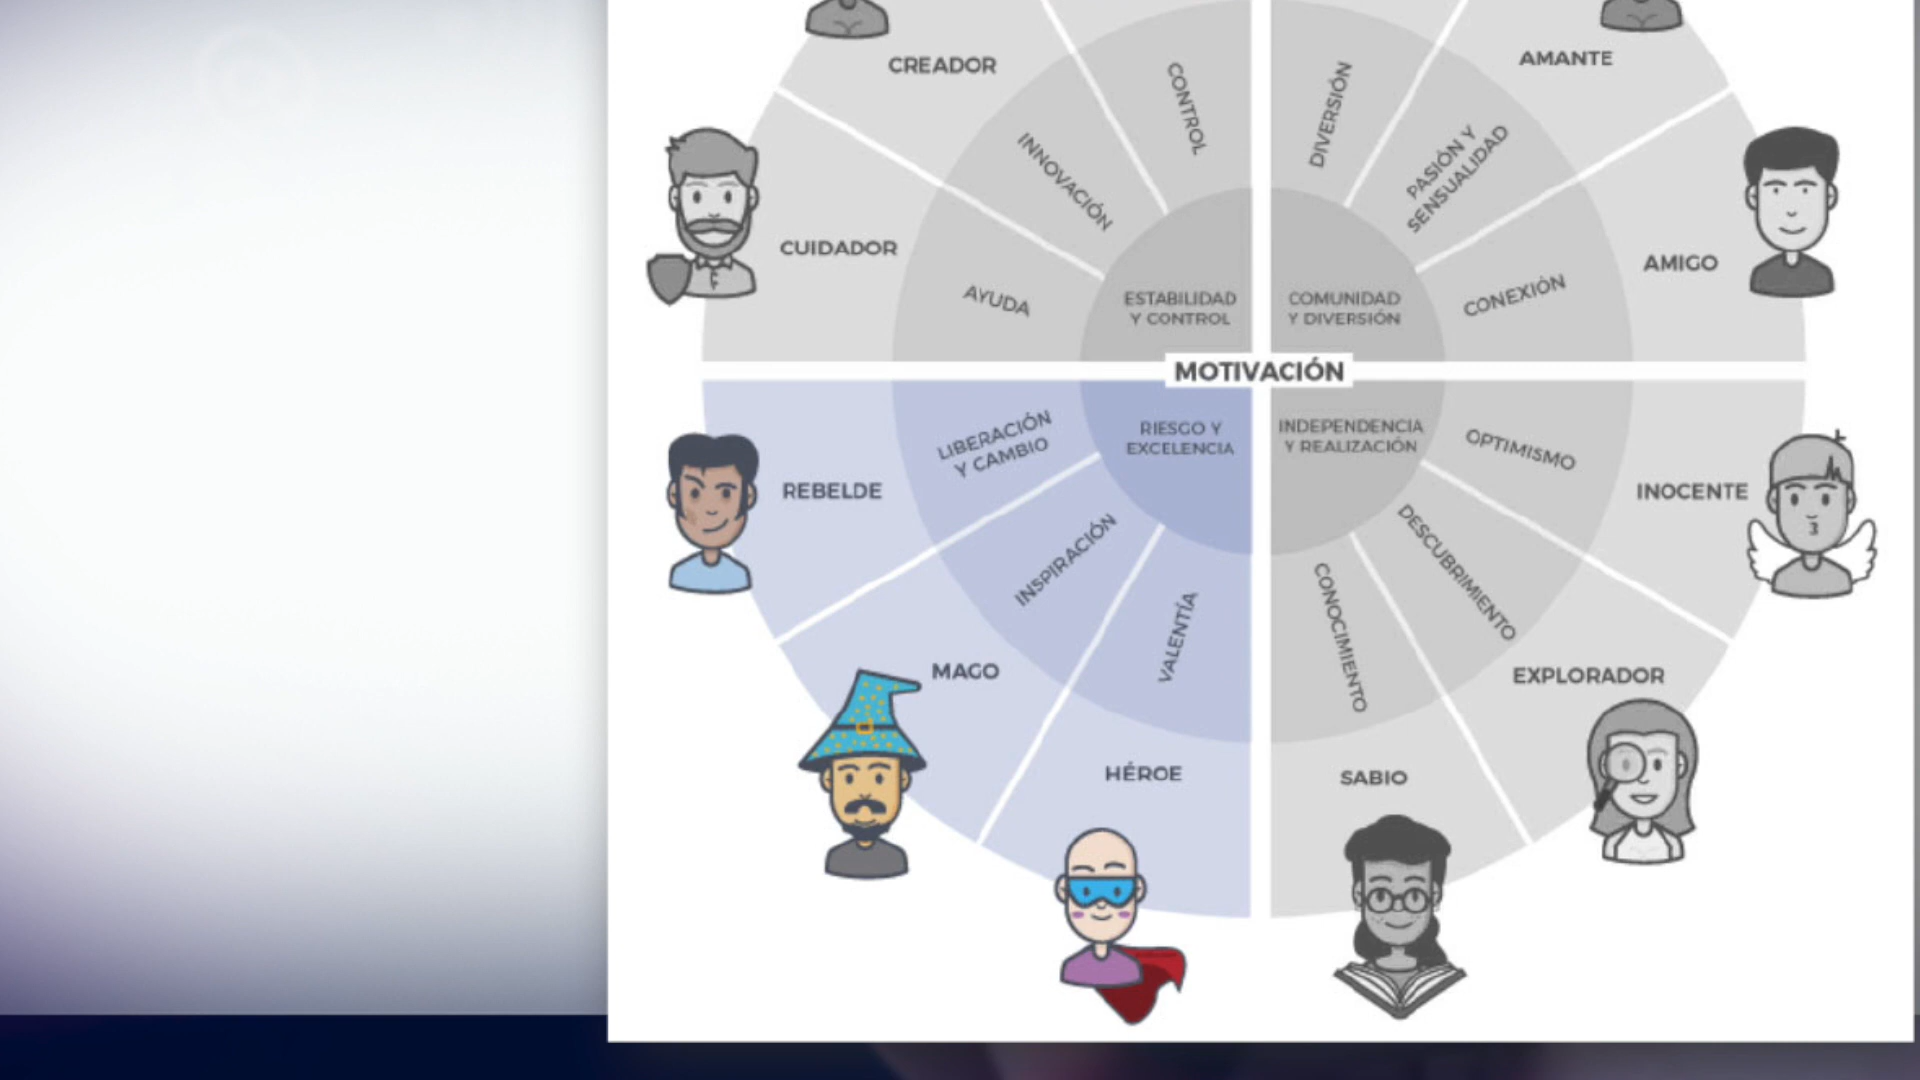 CREADOR
AMANTE
CONTROL
DIVERSIÓN
INNOVACIÓN
PASIÓN Y
SENSUALIDAD
CUIDADOR
AMIGO
AYUDA
ESTABILIDAD
Y CONTROL
COMUNIDAD
Y DIVERSIÓN
CONEXIÓN
MOTIVACIÓN
REBELDE
LIBERACIÓN
Y CAMBIO
RIESGO Y
EXCELENCIA
INDEPENDENCIA
Y REALIZACIÓN
OPTIMISMO
INOCENTE
INSPIRACIÓN
DESCUBRIMIENTO
VALENTÍA
CONOCIMIENTO
MAGO
EXPLORADOR
HÉROE
SABIO